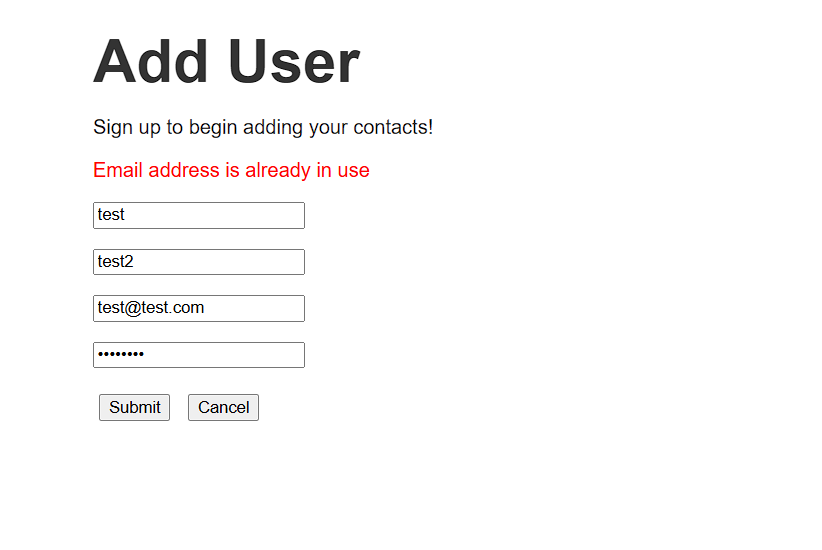 Add User
Sign up to begin adding your contacts!
Email address is already in use
test
test2
test@test.com
••••••••
Submit Cancel